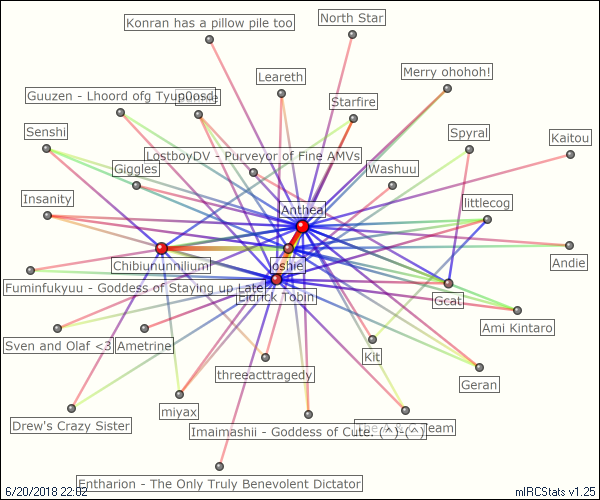 Konran has a pillow pile too
North Star
Leareth
Merry ohohoh!
Guuzen - Lhoord ofg Tyup0osd
Starfire
Senshi
Spyral
Kaitou
LostboyDV - Purveyor of Fine AMVs
Giggles
Washuu
Insanity
Anthea
littlecog
Chibiununnilium
Joshie
Andie
Fuminfukyuu - Goddess of Staying up Late
Eldrick Tobin
Gcat
Ami Kintaro
Sven and Olaf <3
Ametrine
Kit
threeacttragedy
Geran
miyax
Drew's Crazy Sister
Imaimashii - Goddess of Cute. (^)-(^)
Team
Entharion - The Only Truly Benevolent Dictator
6/20/2018 22:02
mIRCStats v1.25